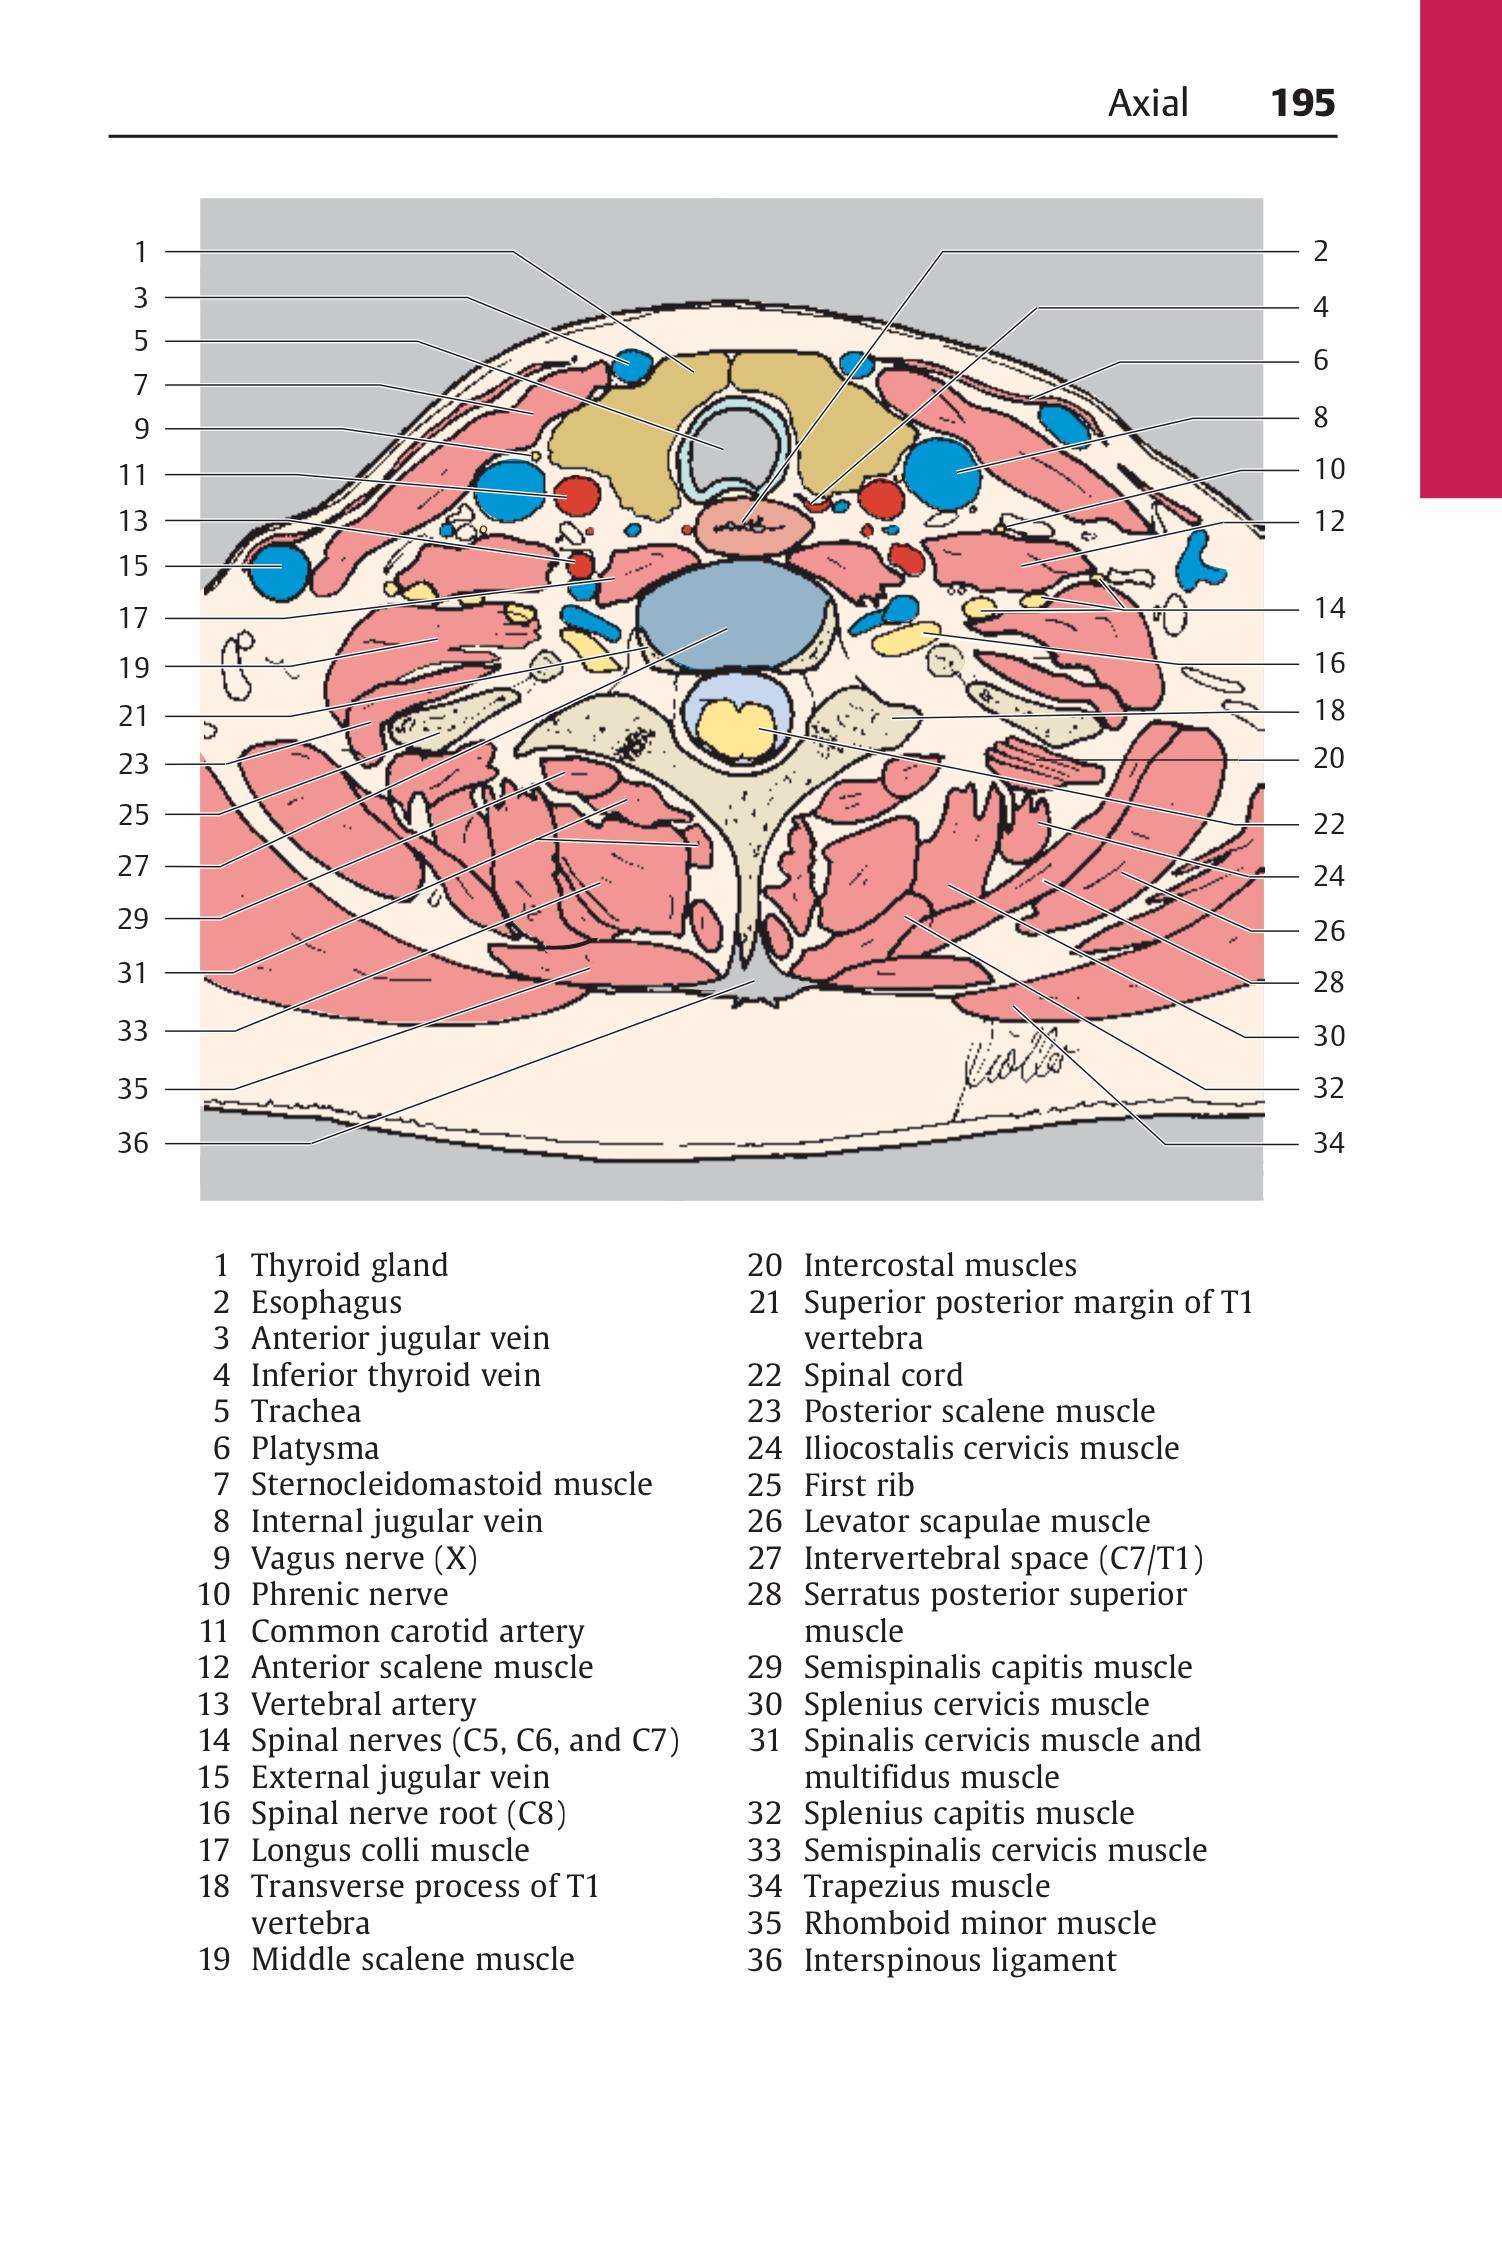 Axial 195
1 2
3 4
5 6
7
9 8
11 10
13 12
15
17 14
19 16
21 18
23 20
25 22
27 24
29 26
31 28
33 30
35 32
36 34
Violla
1 Thyroid gland
2 Esophagus
3 Anterior jugular vein
4 Inferior thyroid vein
5 Trachea
6 Platysma
7 Sternocleidomastoid muscle
8 Internal jugular vein
9 Vagus nerve (X)
10 Phrenic nerve
11 Common carotid artery
12 Anterior scalene muscle
13 Vertebral artery
14 Spinal nerves (C5, C6, and C7)
15 External jugular vein
16 Spinal nerve root (C8)
17 Longus colli muscle
18 Transverse process of T1
vertebra
19 Middle scalene muscle
20 Intercostal muscles
21 Superior posterior margin of T1
vertebra
22 Spinal cord
23 Posterior scalene muscle
24 Iliocostalis cervicis muscle
25 First rib
26 Levator scapulae muscle
27 Intervertebral space (C7/T1)
28 Serratus posterior superior
muscle
29 Semispinalis capitis muscle
30 Splenius cervicis muscle
31 Spinalis cervicis muscle and
multifidus muscle
32 Splenius capitis muscle
33 Semispinalis cervicis muscle
34 Trapezius muscle
35 Rhomboid minor muscle
36 Interspinous ligament